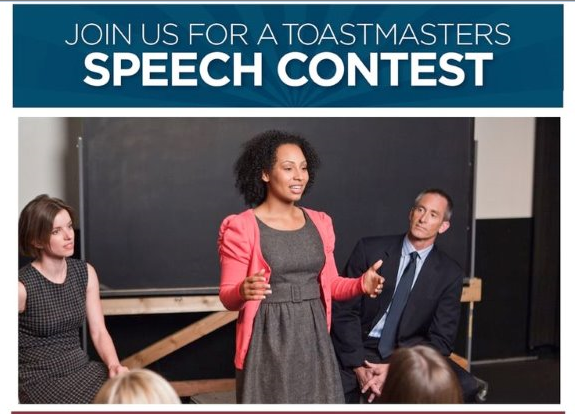 JOIN US FOR A TOASTMASTERS
SPEECH CONTEST